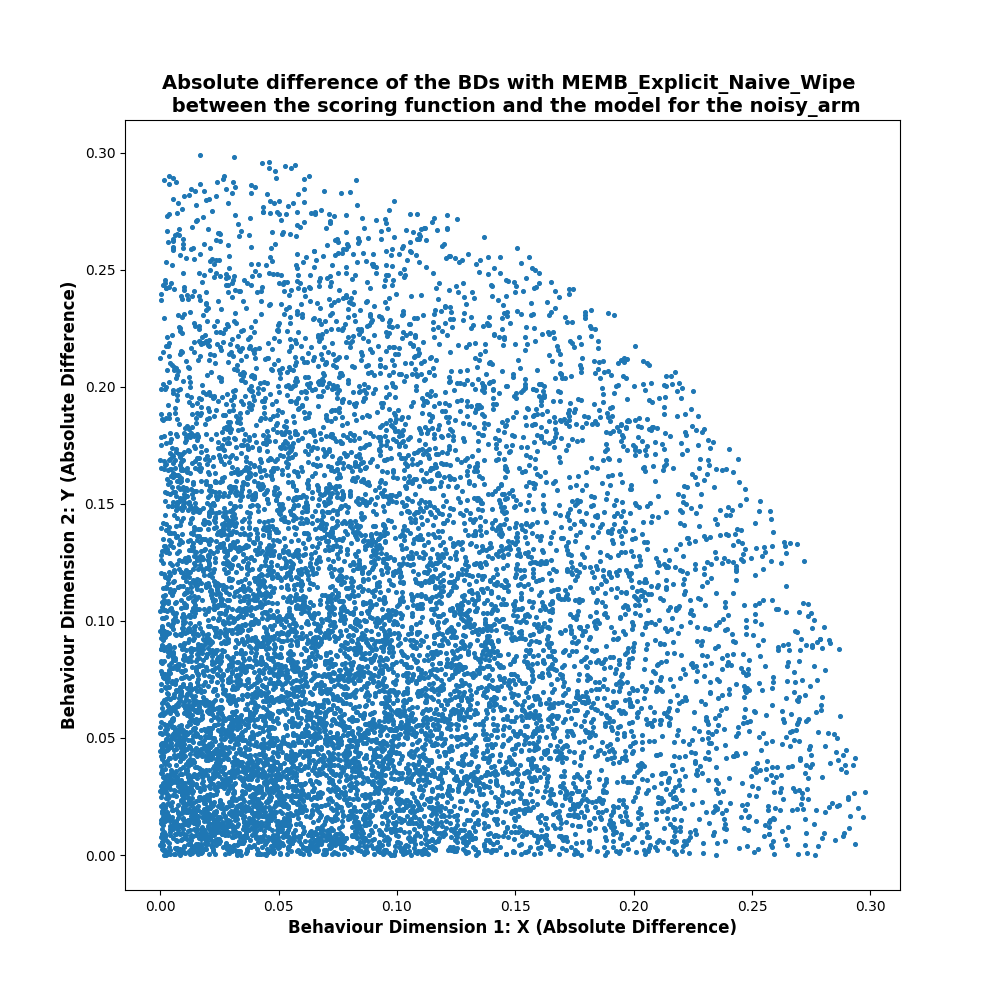 Absolute difference of the BDs with MEMB_Explicit_Naive_Wipe
between the scoring function and the model for the noisy_arm
0.30
0.25
0.20
0.15
0.10
0.05
0.00
Behaviour Dimension 2: Y (Absolute Difference)
0.00 0.05 0.10 0.15 0.20 0.25 0.30
Behaviour Dimension 1: X (Absolute Difference)